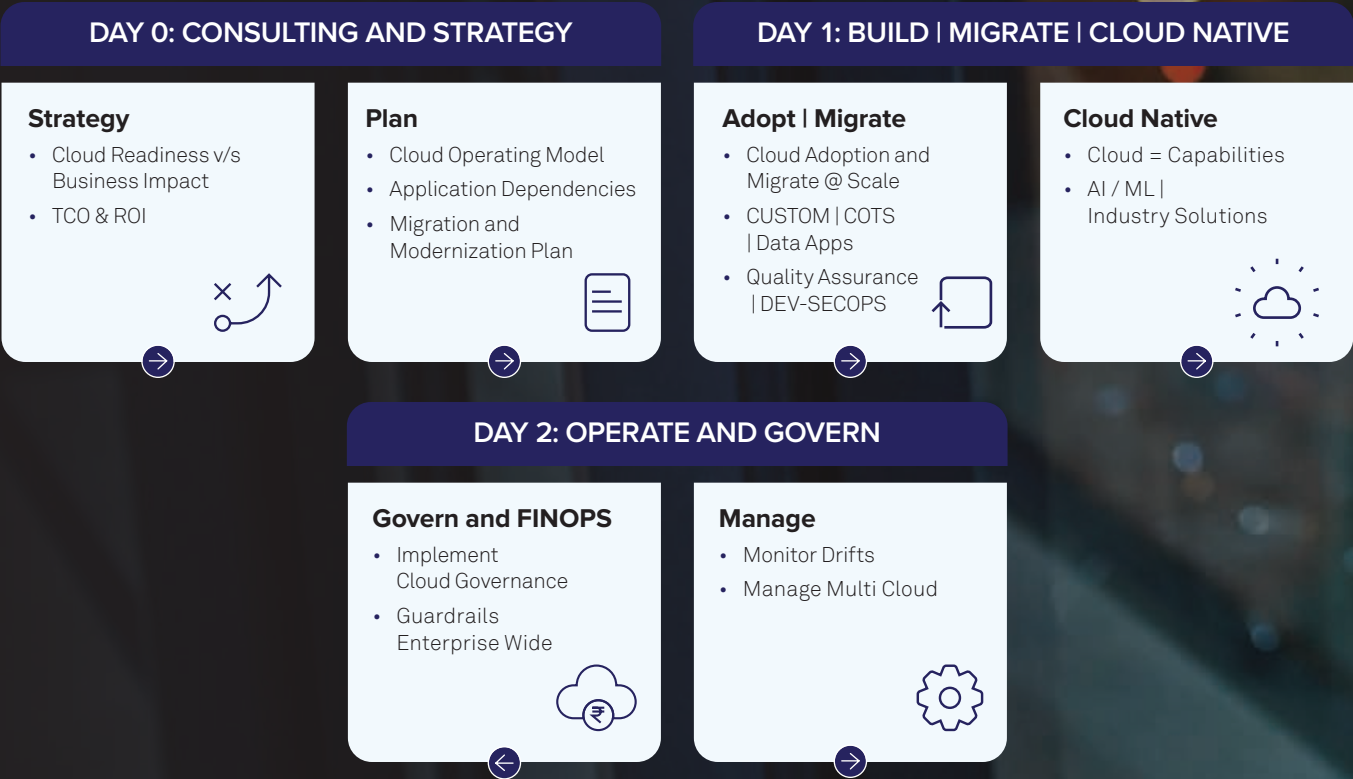 DAY 0: CONSULTING AND STRATEGY
Strategy
• Cloud Readiness v/s
Business Impact
• TCO & ROI
Plan
• Cloud Operating Model
• Application Dependencies
• Migration and
Modernization Plan
DAY 1: BUILD | MIGRATE | CLOUD NATIVE
Adopt | Migrate
• Cloud Adoption and
Migrate @ Scale
• CUSTOM | COTS
| Data Apps
• Quality Assurance
| DEV-SECOPS
Cloud Native
• Cloud = Capabilities
• AI / ML |
Industry Solutions
DAY 2: OPERATE AND GOVERN
Govern and FINOPS
• Implement
Cloud Governance
• Guardrails
Enterprise Wide
₹
Manage
• Monitor Drifts
• Manage Multi Cloud